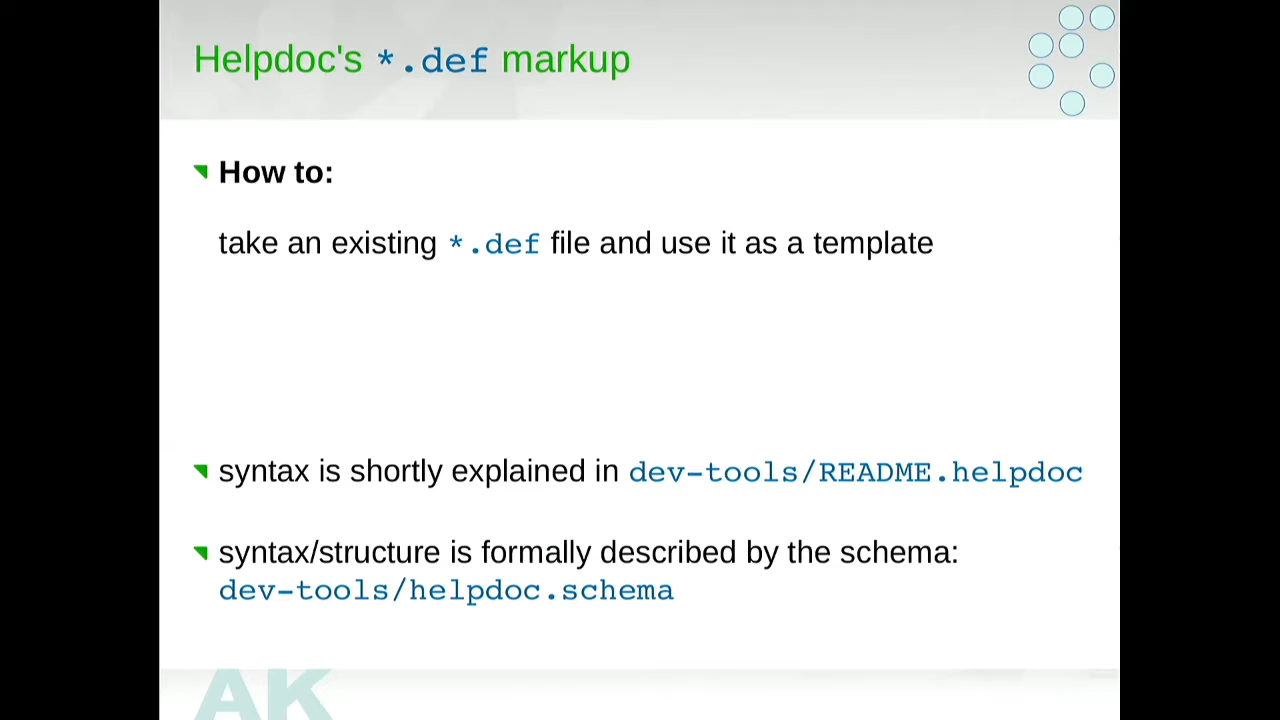 Helpdoc's *.def markup
How to:
take an existing *.def file and use it as a template
syntax is shortly explained in dev-tools/README.helpdoc
syntax/structure is formally described by the schema:
dev-tools/helpdoc.schema
AK